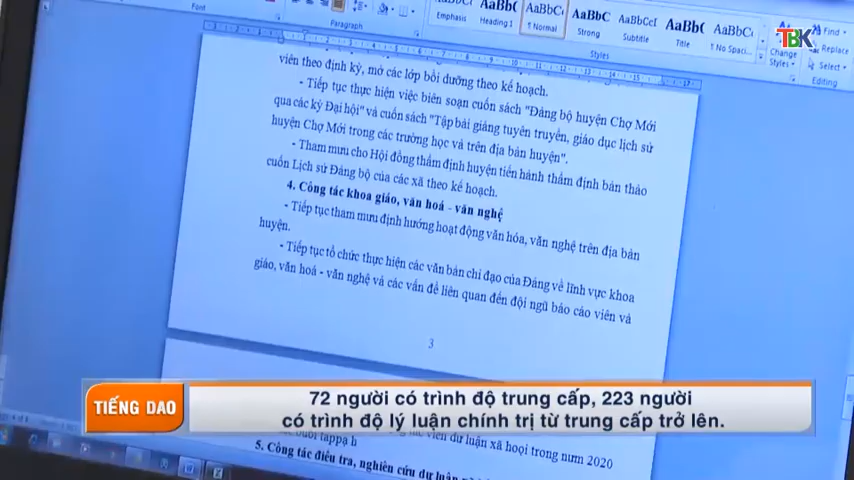 Font
Paragraph
Styles
Editing
Emphasis
Heading 1
¶ Normal
Strong
Subtitle
Title
¶ No Spaci...
Change
Styles
Find
Replace
Select
TBK
viên theo định kỳ, mở các lớp bồi dưỡng theo kế hoạch.
- Tiếp tục thực hiện việc biên soạn cuốn sách "Đảng bộ huyện Chợ Mới
qua các kỳ Đại hội" và cuốn sách "Tập bài giảng tuyên truyền, giáo dục lịch sử
huyện Chợ Mới trong các trường học và trên địa bàn huyện".
- Tham mưu cho Hội đồng thẩm định huyện tiến hành thẩm định bản thảo
cuốn Lịch sử Đảng bộ của các xã theo kế hoạch.
4. Công tác khoa giáo, văn hoá - văn nghệ
- Tiếp tục tham mưu định hướng hoạt động văn hóa, văn nghệ trên địa bàn
huyện.
- Tiếp tục tổ chức thực hiện các văn bản chỉ đạo của Đảng về lĩnh vực khoa
giáo, văn hoá - văn nghệ và các vấn đề liên quan đến đội ngũ báo cáo viên và
3
TIẾNG DAO
72 người có trình độ trung cấp, 223 người
có trình độ lý luận chính trị từ trung cấp trở lên.
viên dư luận xã hội trong năm 2020
5. Công tác điều tra, nghiên cứu dư luận